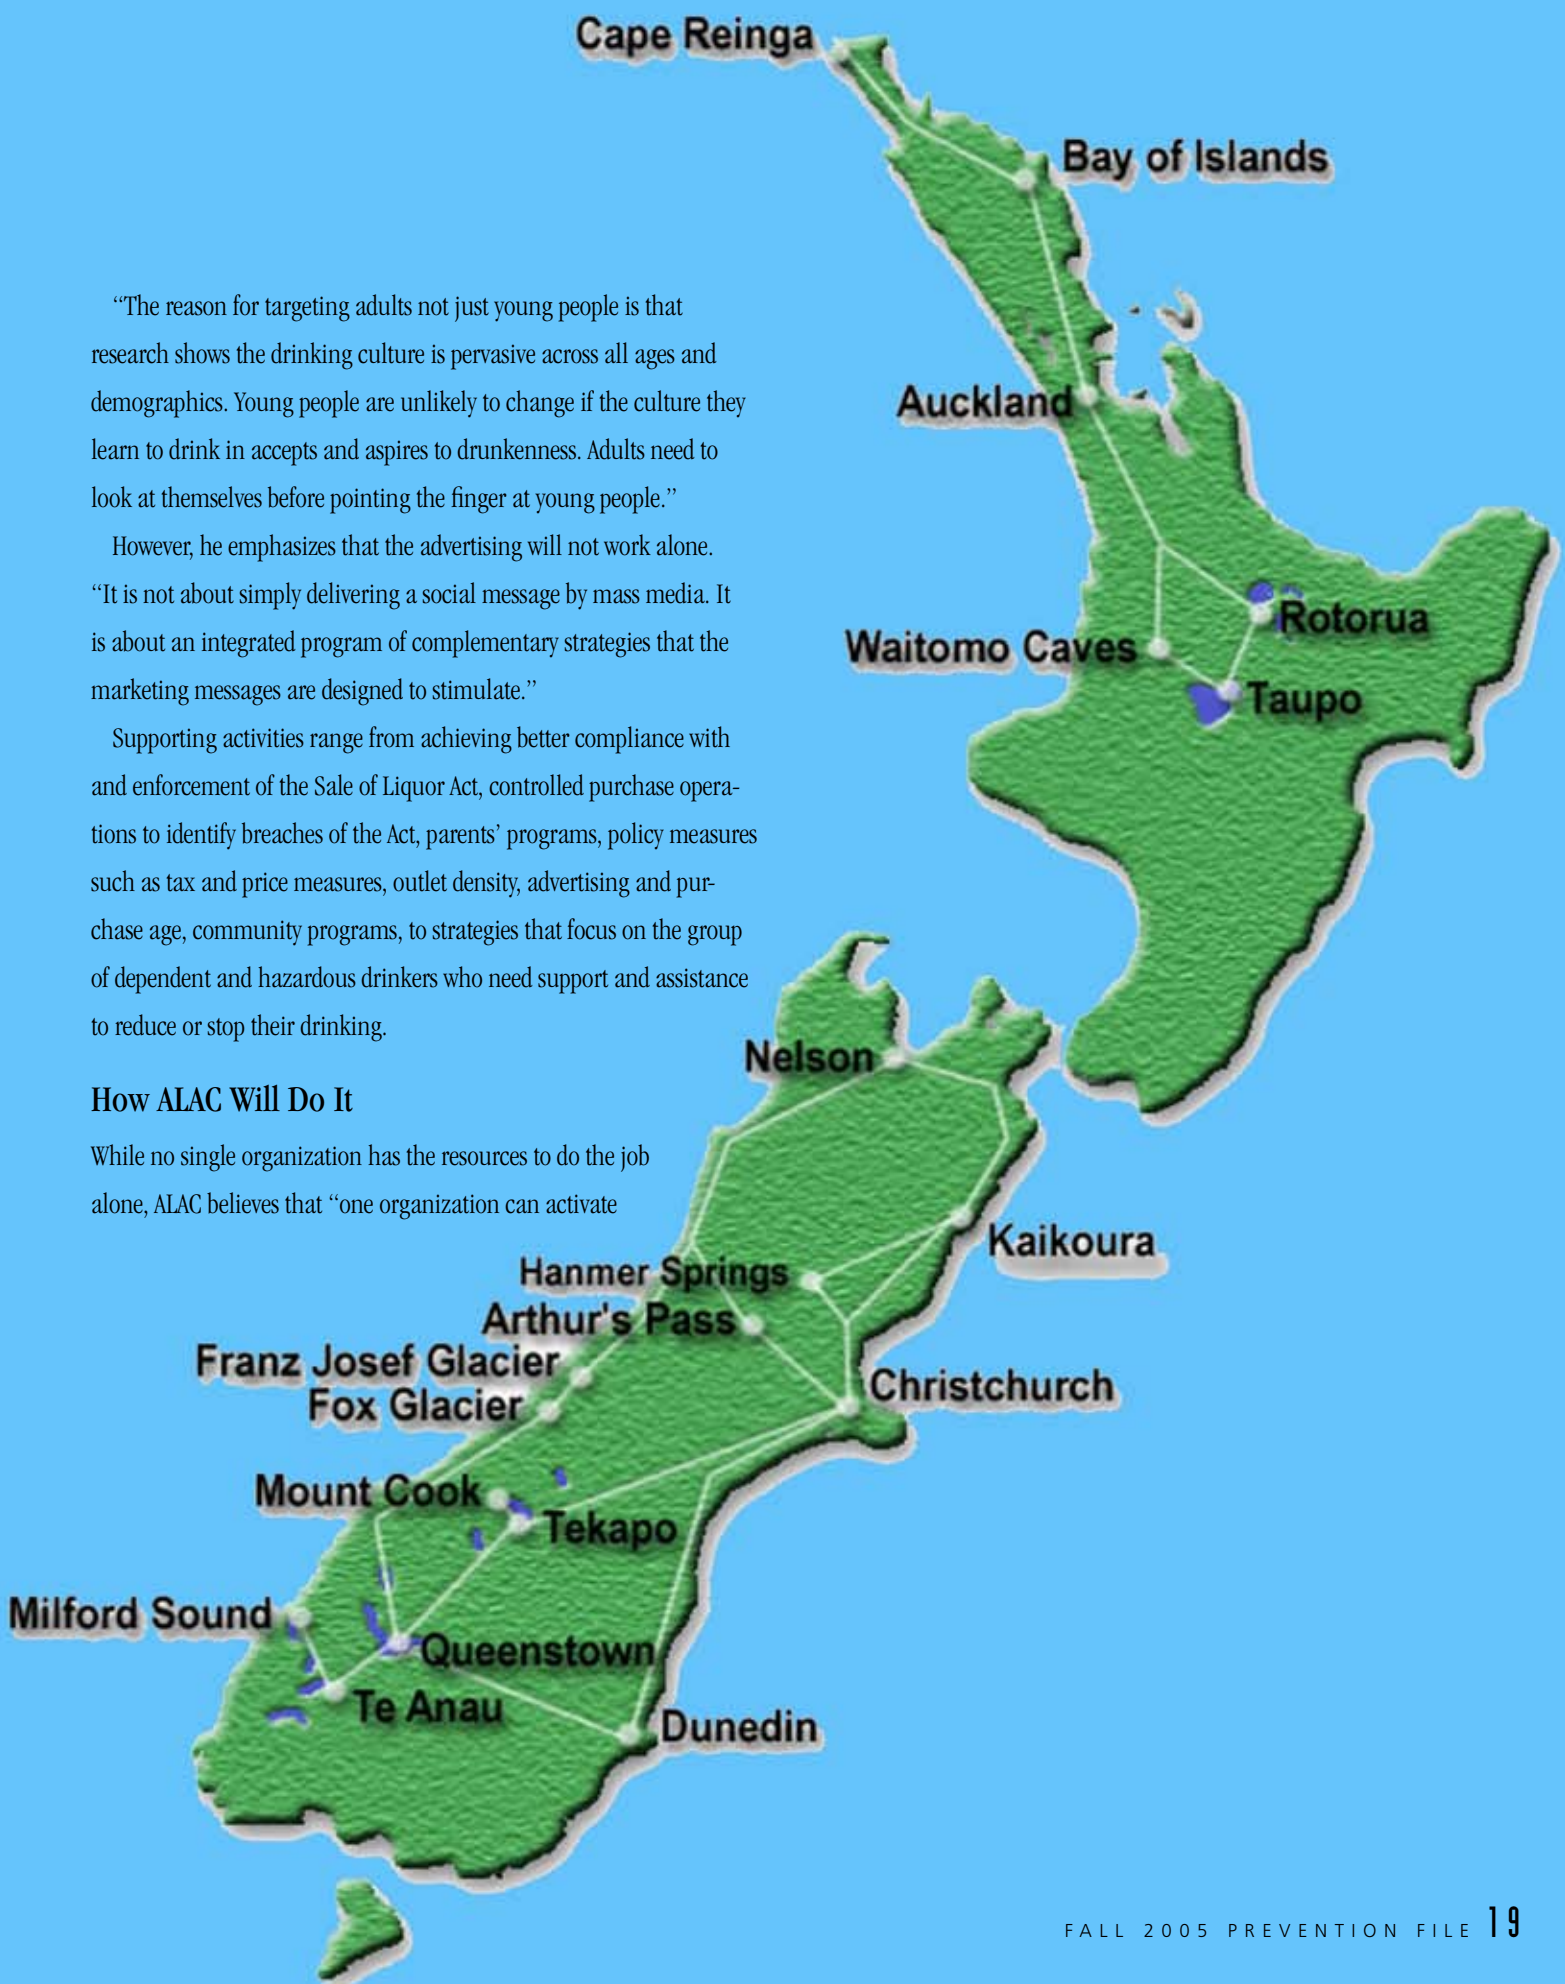 Cape Reinga
Bay of Islands
“The reason for targeting adults not just young people is that
research shows the drinking culture is pervasive across all ages and
demographics. Young people are unlikely to change if the culture they
learn to drink in accepts and aspires to drunkenness. Adults need to
look at themselves before pointing the finger at young people.”
However, he emphasizes that the advertising will not work alone.
“It is not about simply delivering a social message by mass media. It
is about an integrated program of complementary strategies that the
marketing messages are designed to stimulate.”
Supporting activities range from achieving better compliance with
and enforcement of the Sale of Liquor Act, controlled purchase opera-
tions to identify breaches of the Act, parents’ programs, policy measures
such as tax and price measures, outlet density, advertising and pur-
chase age, community programs, to strategies that focus on the group
of dependent and hazardous drinkers who need support and assistance
to reduce or stop their drinking.
How ALAC Will Do It
While no single organization has the resources to do the job
alone, ALAC believes that “one organization can activate
Auckland
Rotorua
Waitomo Caves
Taupo
Nelson
Kaikoura
Hanmer Springs
Arthur's Pass
Franz Josef Glacier
Christchurch
Fox Glacier
Mount Cook
Tekapo
Milford Sound
Queenstown
Te Anau
Dunedin
FALL 2005 PREVENTION FILE 19